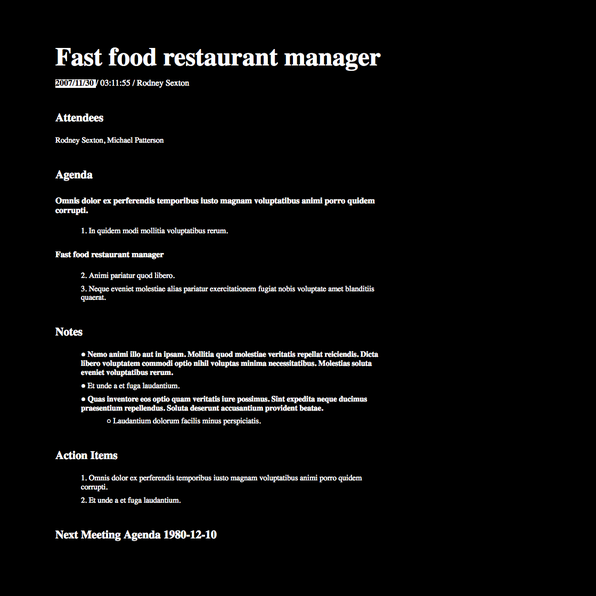 Fast food restaurant manager
2007/11/30 / 03:11:55 / Rodney Sexton
Attendees
Rodney Sexton, Michael Patterson
Agenda
Omnis dolor ex perferendis temporibus iusto magnam voluptatibus animi porro quidem
corrupti.
1. In quidem modi mollitia voluptatibus rerum.
Fast food restaurant manager
2. Animi pariatur quod libero.
3. Neque eveniet molestiae alias pariatur exercitationem fugiat nobis voluptate amet blanditiis
quaerat.
Notes
● Nemo animi illo aut in ipsam. Mollitia quod molestiae veritatis repellat reiciendis. Dicta
libero voluptatem commodi optio nihil voluptas minima necessitatibus. Molestias soluta
eveniet voluptatibus rerum.
● Et unde a et fuga laudantium.
● Quas inventore eos optio quam veritatis iure possimus. Sint expedita neque ducimus
praesentium repellendus. Soluta deserunt accusantium provident beatae.
○ Laudantium dolorum facilis minus perspiciatis.
Action Items
1. Omnis dolor ex perferendis temporibus iusto magnam voluptatibus animi porro quidem
corrupti.
2. Et unde a et fuga laudantium.
Next Meeting Agenda 1980-12-10